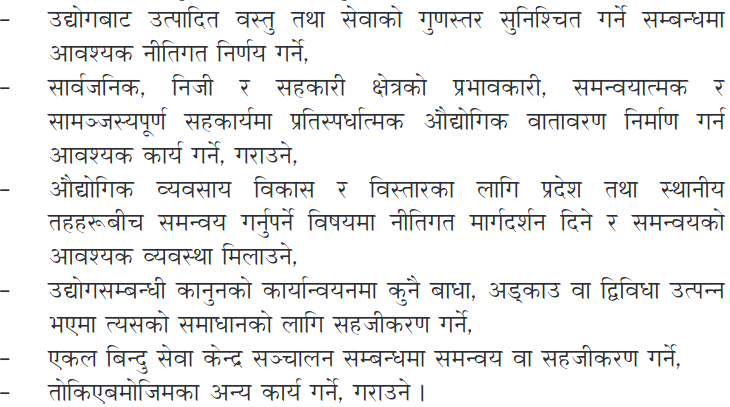 - उद्योगबाट उत्पादित वस्तु तथा सेवाको गुणस्तर सुनिश्चित गर्ने सम्बन्धमा
आवश्यक नीतिगत निर्णय गर्ने,
- सार्वजनिक, निजी र सहकारी क्षेत्रको प्रभावकारी, समन्वयात्मक र
सामञ्जस्यपूर्ण सहकार्यमा प्रतिस्पर्धात्मक औद्योगिक वातावरण निर्माण गर्न
आवश्यक कार्य गर्ने, गराउने,
- औद्योगिक व्यवसाय विकास र विस्तारका लागि प्रदेश तथा स्थानीय
तहहरूबीच समन्वय गर्नुपर्ने विषयमा नीतिगत मार्गदर्शन दिने र समन्वयको
आवश्यक व्यवस्था मिलाउने,
- उद्योगसम्बन्धी कानुनको कार्यान्वयनमा कुनै बाधा, अड्काउ वा द्विविधा उत्पन्न
भएमा त्यसको समाधानको लागि सहजीकरण गर्ने,
- एकल बिन्दु सेवा केन्द्र सञ्चालन सम्बन्धमा समन्वय वा सहजीकरण गर्ने,
- तोकिएबमोजिमका अन्य कार्य गर्ने, गराउने ।